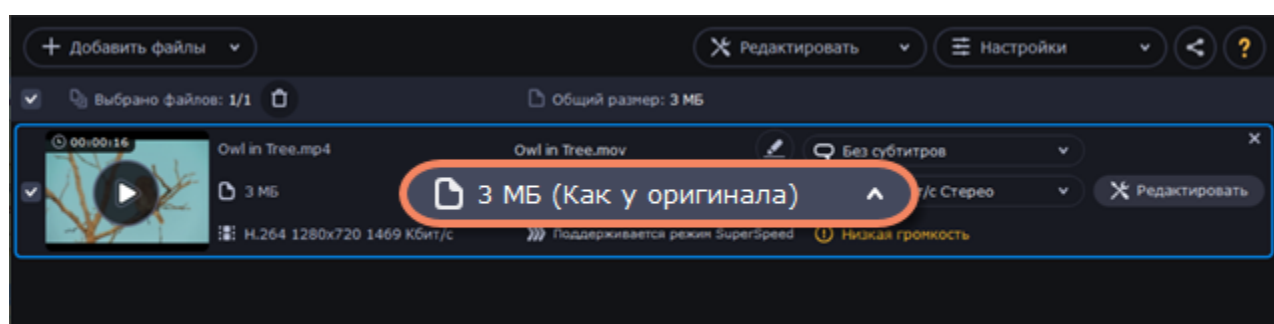 + Добавить файлы
Редактировать
Настройки
?
Выбрано файлов: 1/1
Общий размер: 3 МБ
00:00:16
Owl in Tree.mp4
Owl in Tree.mov
Без субтитров
3 МБ
3 МБ (Как у оригинала)
/с Стерео
Редактировать
H.264 1280x720 1469 Кбит/с
Поддерживается режим SuperSpeed
Низкая громкость